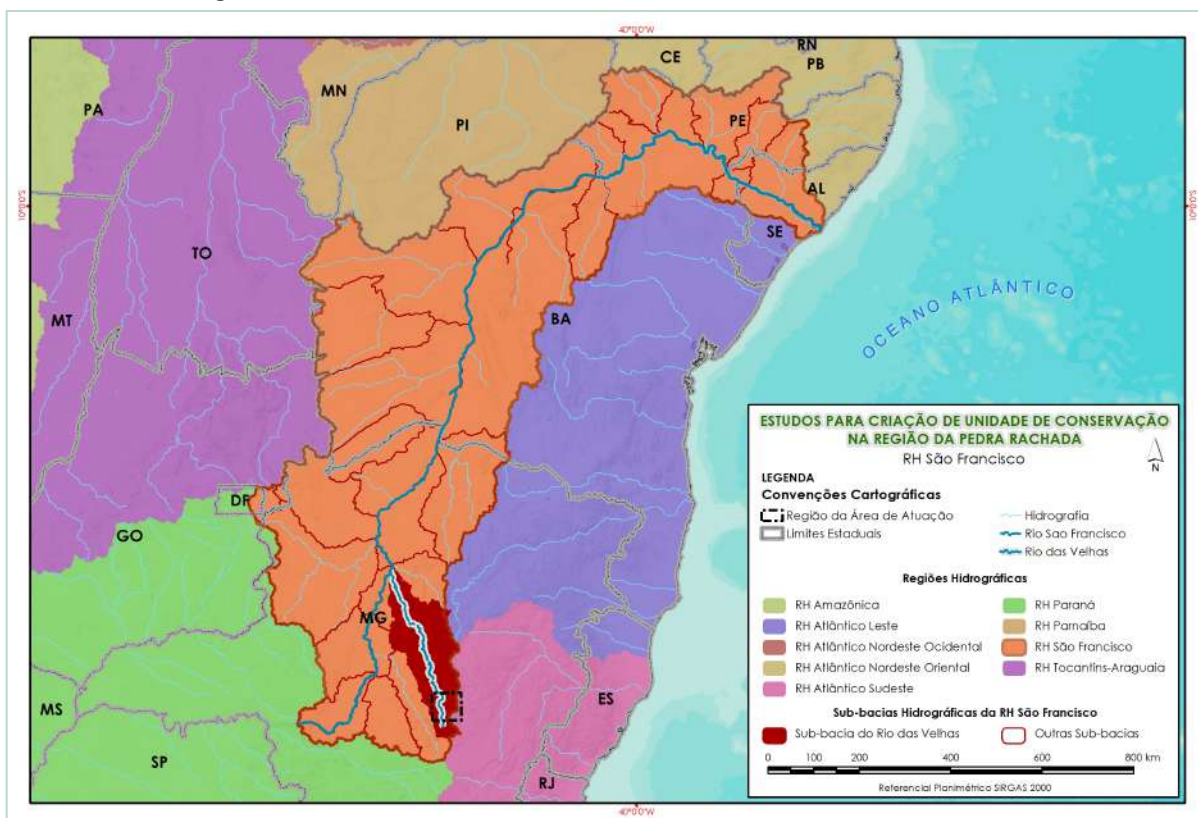 40°0'0"W
CE
RN
PB
MN
PA
PI
PE
AL
10°0'0"S
10°0'0"S
SE
TO
MT
BA
OCEANO ATLÂNTICO
DF
GO
MG
MS
ES
SP
RJ
40°0'0"W
ESTUDOS PARA CRIAÇÃO DE UNIDADE DE CONSERVAÇÃO
NA REGIÃO DA PEDRA RACHADA
RH São Francisco
N
LEGENDA
Convenções Cartográficas
Região da Área de Atuação
Limites Estaduais
Hidrografia
Rio Sao Francisco
Rio das Velhas
Regiões Hidrográficas
RH Amazônica
RH Atlântico Leste
RH Atlântico Nordeste Ocidental
RH Atlântico Nordeste Oriental
RH Atlântico Sudeste
RH Paraná
RH Parnaíba
RH São Francisco
RH Tocantins-Araguaia
Sub-bacias Hidrográficas da RH São Francisco
Sub-bacia do Rio das Velhas
Outras Sub-bacias
0 100 200 400 600 800 km
Referencial Planimétrico SIRGAS 2000